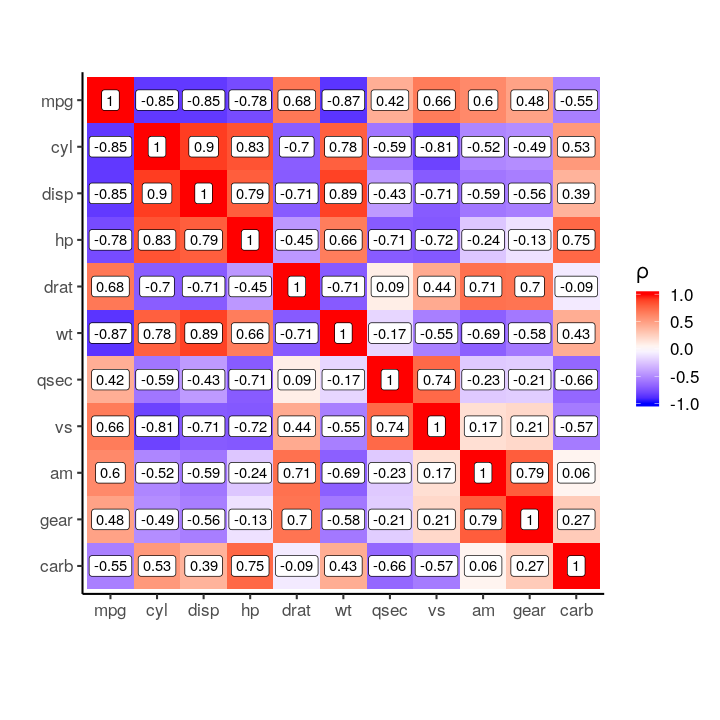 mpg 1 -0.85 -0.85 -0.78 0.68 -0.87 0.42 0.66 0.6 0.48 -0.55
cyl -0.85 1 0.9 0.83 -0.7 0.78 -0.59 -0.81 -0.52 -0.49 0.53
disp -0.85 0.9 1 0.79 -0.71 0.89 -0.43 -0.71 -0.59 -0.56 0.39
hp -0.78 0.83 0.79 1 -0.45 0.66 -0.71 -0.72 -0.24 -0.13 0.75
drat 0.68 -0.7 -0.71 -0.45 1 -0.71 0.09 0.44 0.71 0.7 -0.09
wt -0.87 0.78 0.89 0.66 -0.71 1 -0.17 -0.55 -0.69 -0.58 0.43
qsec 0.42 -0.59 -0.43 -0.71 0.09 -0.17 1 0.74 -0.23 -0.21 -0.66
vs 0.66 -0.81 -0.71 -0.72 0.44 -0.55 0.74 1 0.17 0.21 -0.57
am 0.6 -0.52 -0.59 -0.24 0.71 -0.69 -0.23 0.17 1 0.79 0.06
gear 0.48 -0.49 -0.56 -0.13 0.7 -0.58 -0.21 0.21 0.79 1 0.27
carb -0.55 0.53 0.39 0.75 -0.09 0.43 -0.66 -0.57 0.06 0.27 1
mpg cyl disp hp drat wt qsec vs am gear carb
ρ
1.0
0.5
0.0
-0.5
-1.0